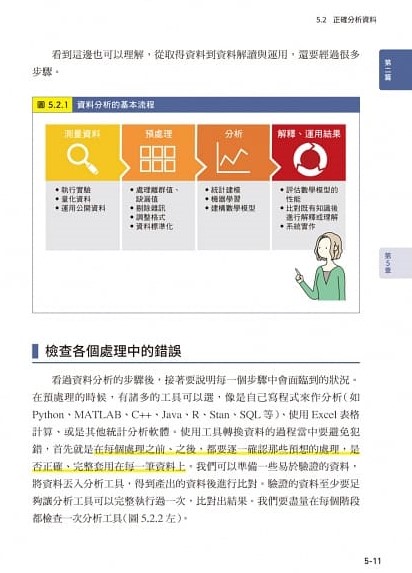 5.2 正確分析資料
看到這邊也可以理解，從取得資料到資料解讀與運用，還要經過很多
步驟。
第二篇
圖 5.2.1 資料分析的基本流程
測量資料
• 執行實驗
• 量化資料
• 運用公開資料
預處理
• 處理離群值、
缺漏值
• 剔除雜訊
• 調整格式
• 資料標準化
分析
• 統計建模
• 機器學習
• 建構數學模型
解釋、運用結果
• 評估數學模型的
性能
• 比對既有知識後
進行解釋或理解
• 系統實作
第5章
檢查各個處理中的錯誤
看過資料分析的步驟後，接著要說明每一個步驟中會面臨到的狀況。
在預處理的時候，有諸多的工具可以選，像是自己寫程式來作分析（如
Python、MATLAB、C++、Java、R、Stan、SQL 等）、使用 Excel 表格
計算、或是其他統計分析軟體。使用工具轉換資料的過程當中要避免犯
錯，首先就是在每個處理之前、之後，都要逐一確認那些預想的處理，是
否正確、完整套用在每一筆資料上。我們可以準備一些易於驗證的資料，
將資料丟入分析工具，得到產出的資料後進行比對。驗證的資料至少要足
夠讓分析工具可以完整執行過一次，比對出結果。我們要盡量在每個階段
都檢查一次分析工具（圖 5.2.2 左）。
5-11